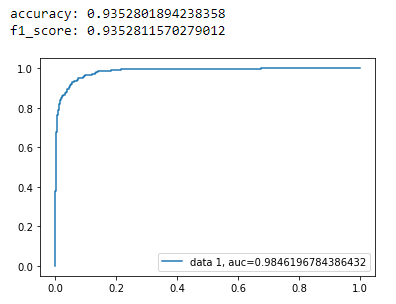 accuracy: 0.9352801894238358
f1_score: 0.9352811570279012
1.0
0.8
0.6
0.4
0.2
0.0
data 1, auc=0.9846196784386432
0.0 0.2 0.4 0.6 0.8 1.0